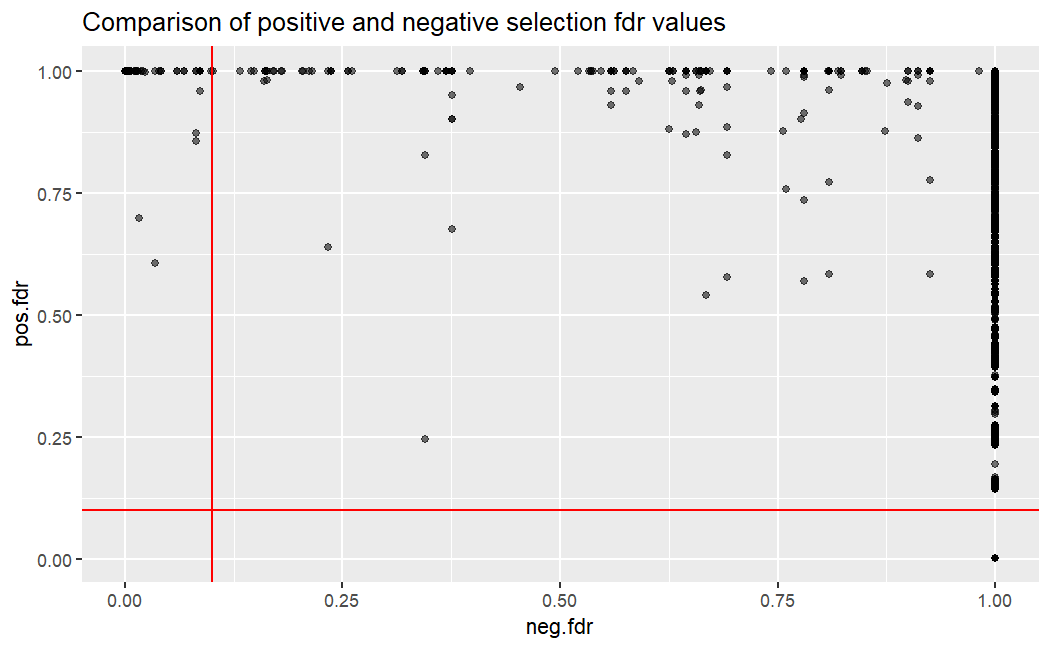 Comparison of positive and negative selection fdr values
pos.fdr
1.00
0.75
0.50
0.25
0.00
0.00 0.25 0.50 0.75 1.00
neg.fdr